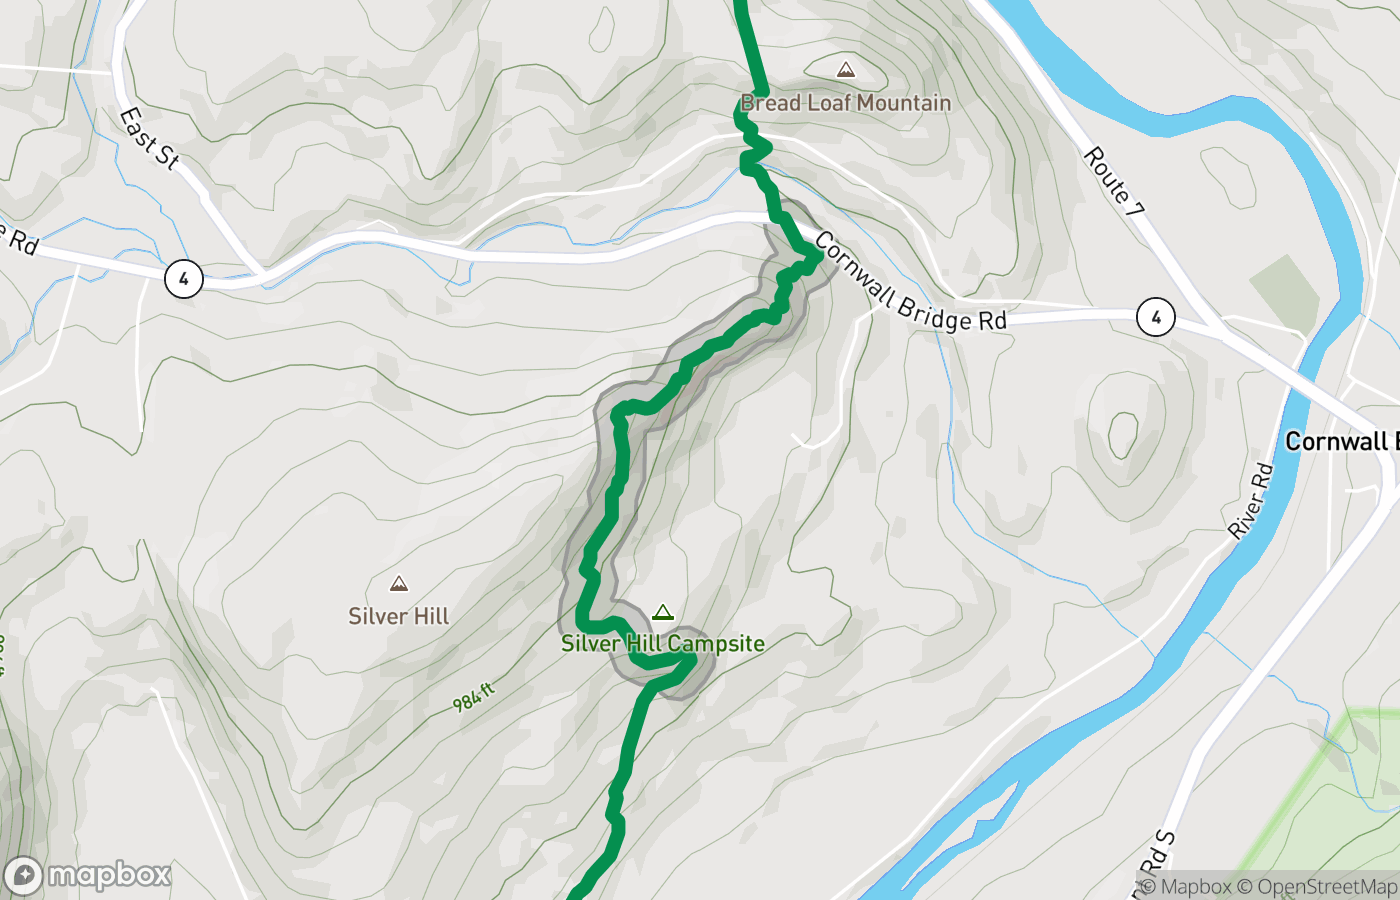 Bread Loaf Mountain
East St
Route 7
Rd
4
Cornwall Bridge Rd
4
Cornwall
River Rd
Silver Hill
Silver Hill Campsite
984 ft
Rd S
mapbox
© Mapbox © OpenStreetMap